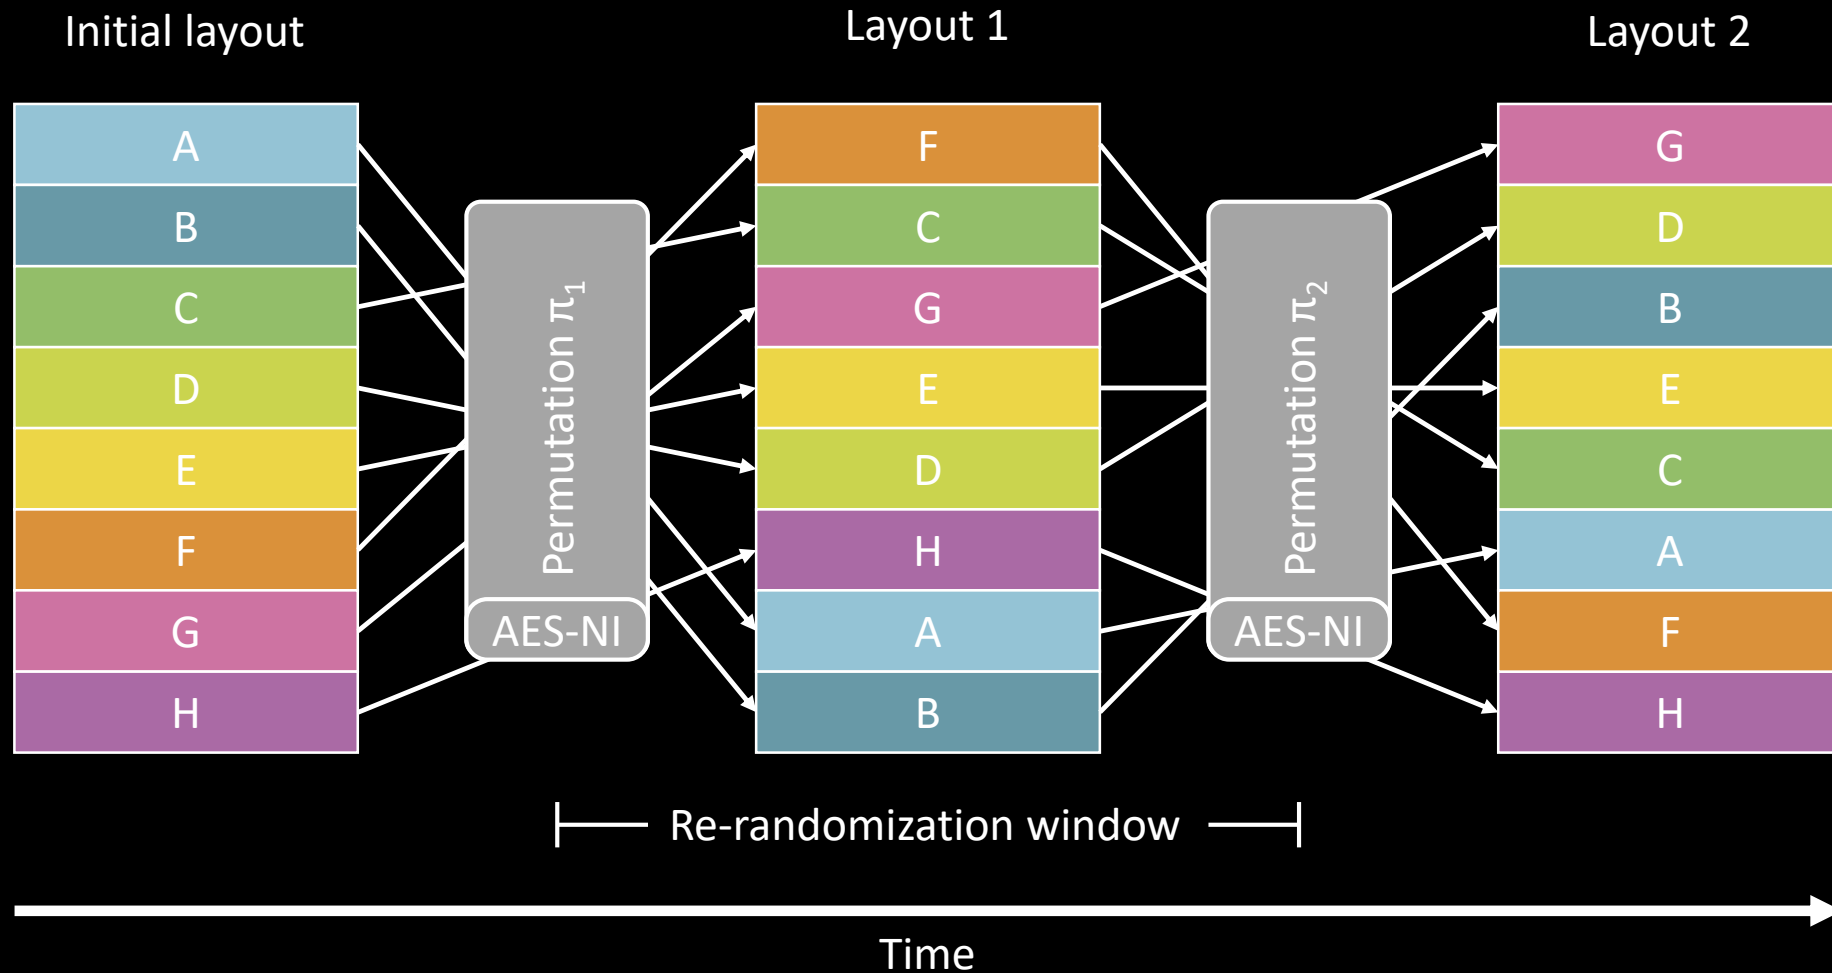 Initial layout
Layout 1
Layout 2
A
B
C
D
E
F
G
H
Permutation π₁
AES-NI
F
C
G
E
D
H
A
B
Permutation π₂
AES-NI
G
D
B
E
C
A
F
H
Re-randomization window
Time